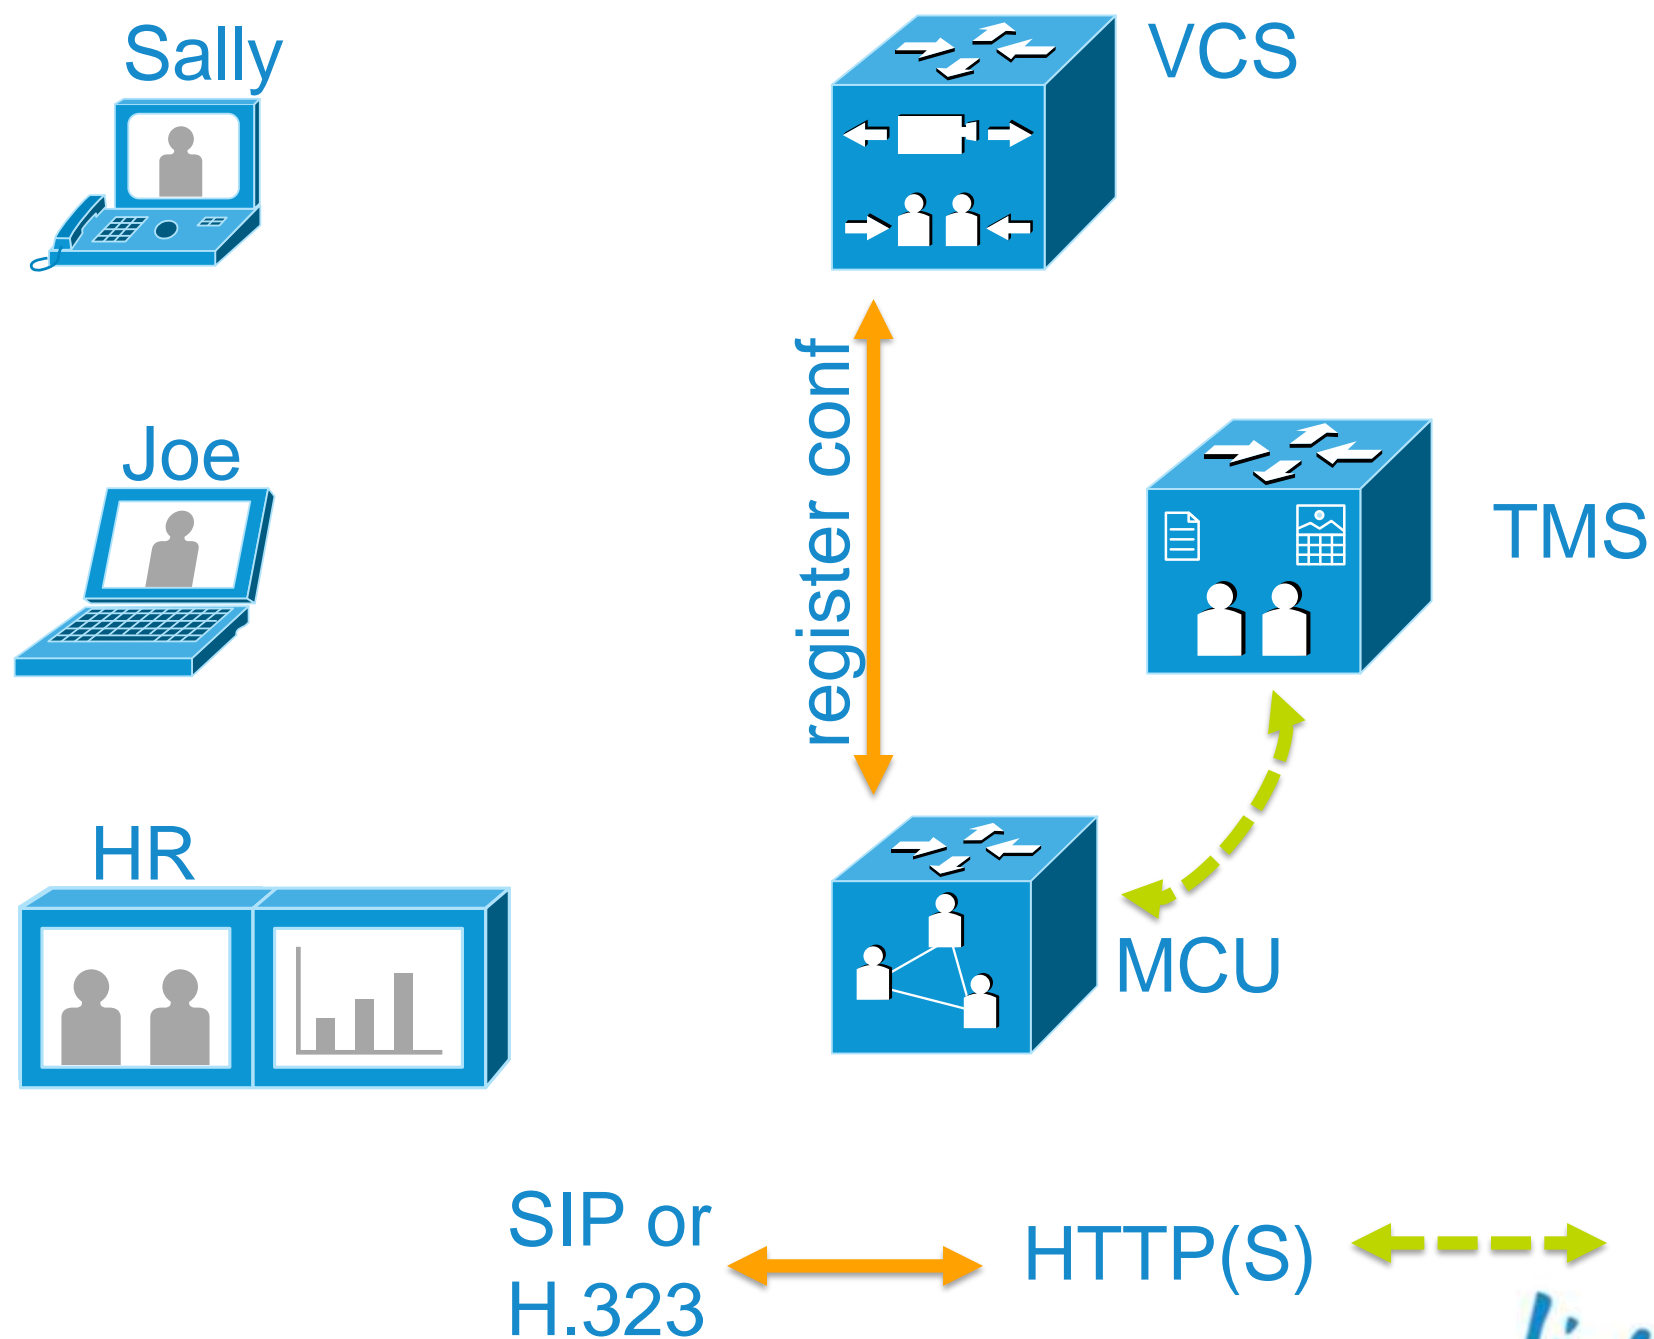 Sally
VCS
register conf
Joe
TMS
HR
MCU
SIP or
H.323
HTTP(S)